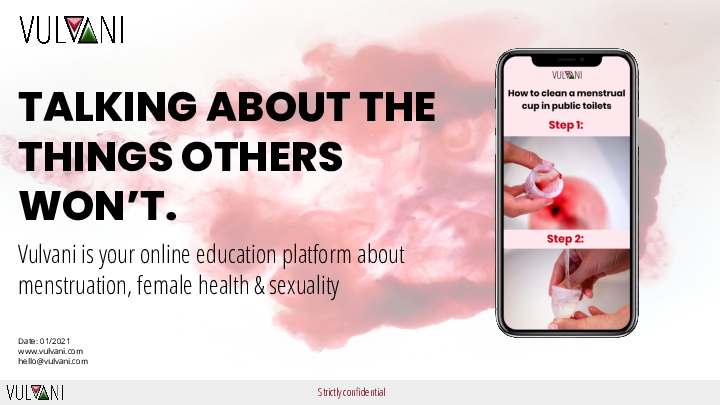 VULVANI
TALKING ABOUT THE
THINGS OTHERS
WON’T.
Vulvani is your online education platform about
menstruation, female health & sexuality
Date: 01/2021
www.vulvani.com
hello@vulvani.com
VULVANI
How to clean a menstrual
cup in public toilets
Step 1:
Step 2:
VULVANI
Strictly confidential